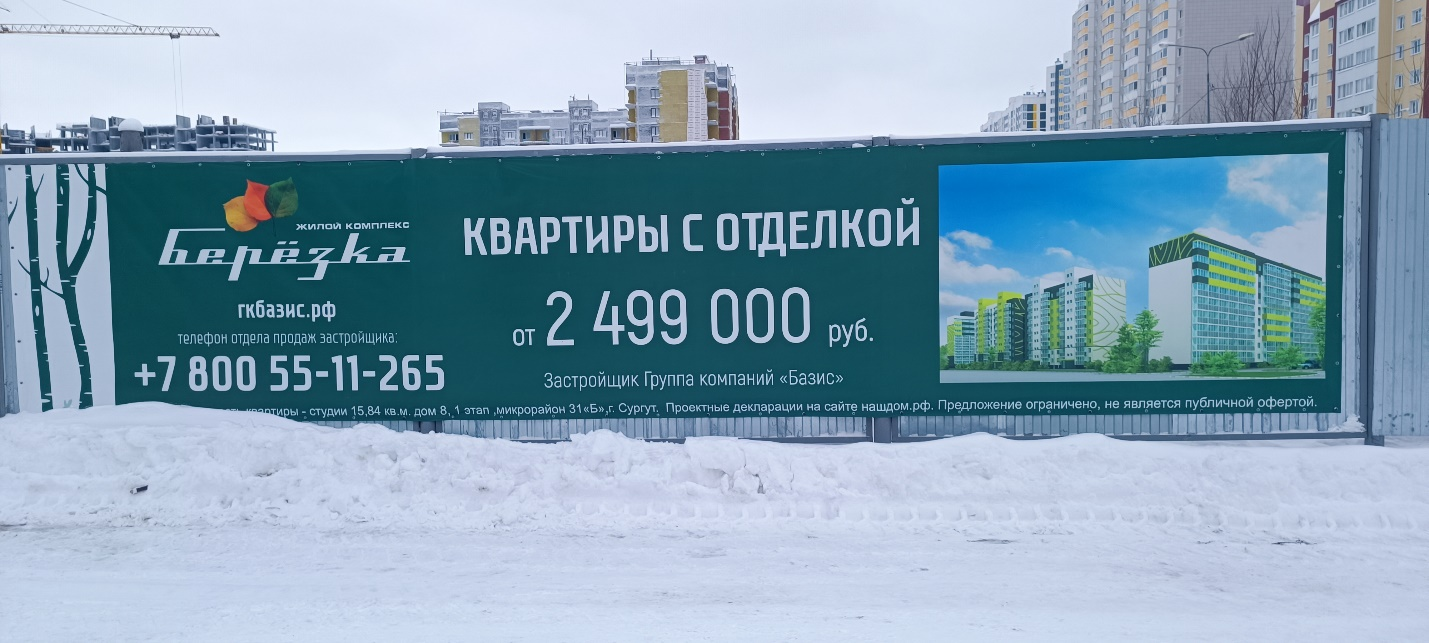 ЖИЛОЙ КОМПЛЕКС
Берёзка
гкбазис.рф
телефон отдела продаж застройщика:
+7 800 55-11-265
КВАРТИРЫ С ОТДЕЛКОЙ
от 2 499 000 руб.
Застройщик Группа компаний «Базис»
квартиры - студии 15,84 кв.м. дом 8, 1 этап ,микрорайон 31«Б»,г. Сургут, Проектные декларации на сайте нашдом.рф. Предложение ограничено, не является публичной офертой.